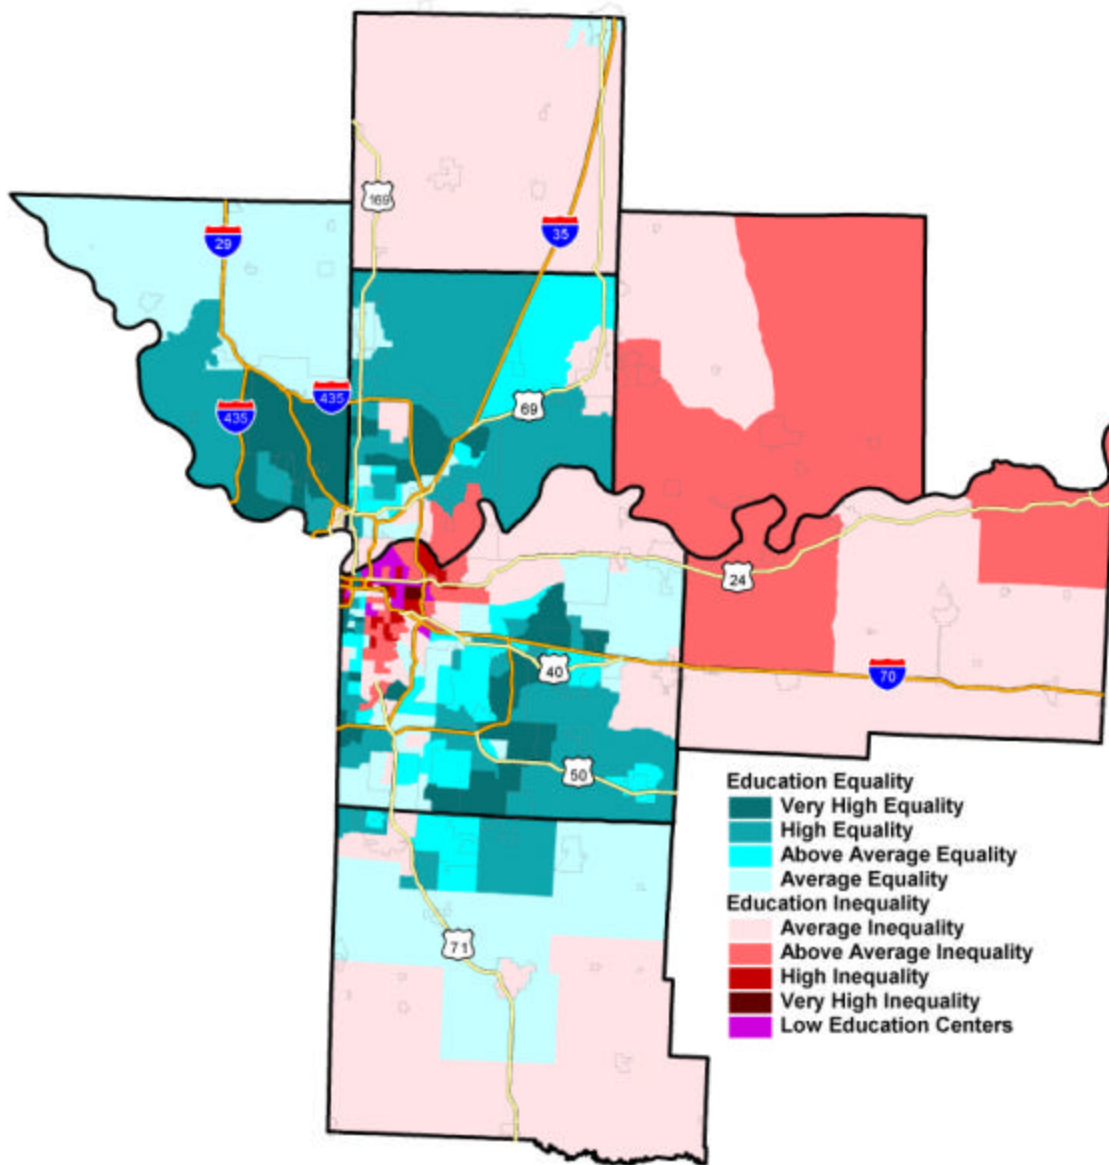 169
35
29
435
435
69
24
40
70
50
71
Education Equality
Very High Equality
High Equality
Above Average Equality
Average Equality
Education Inequality
Average Inequality
Above Average Inequality
High Inequality
Very High Inequality
Low Education Centers